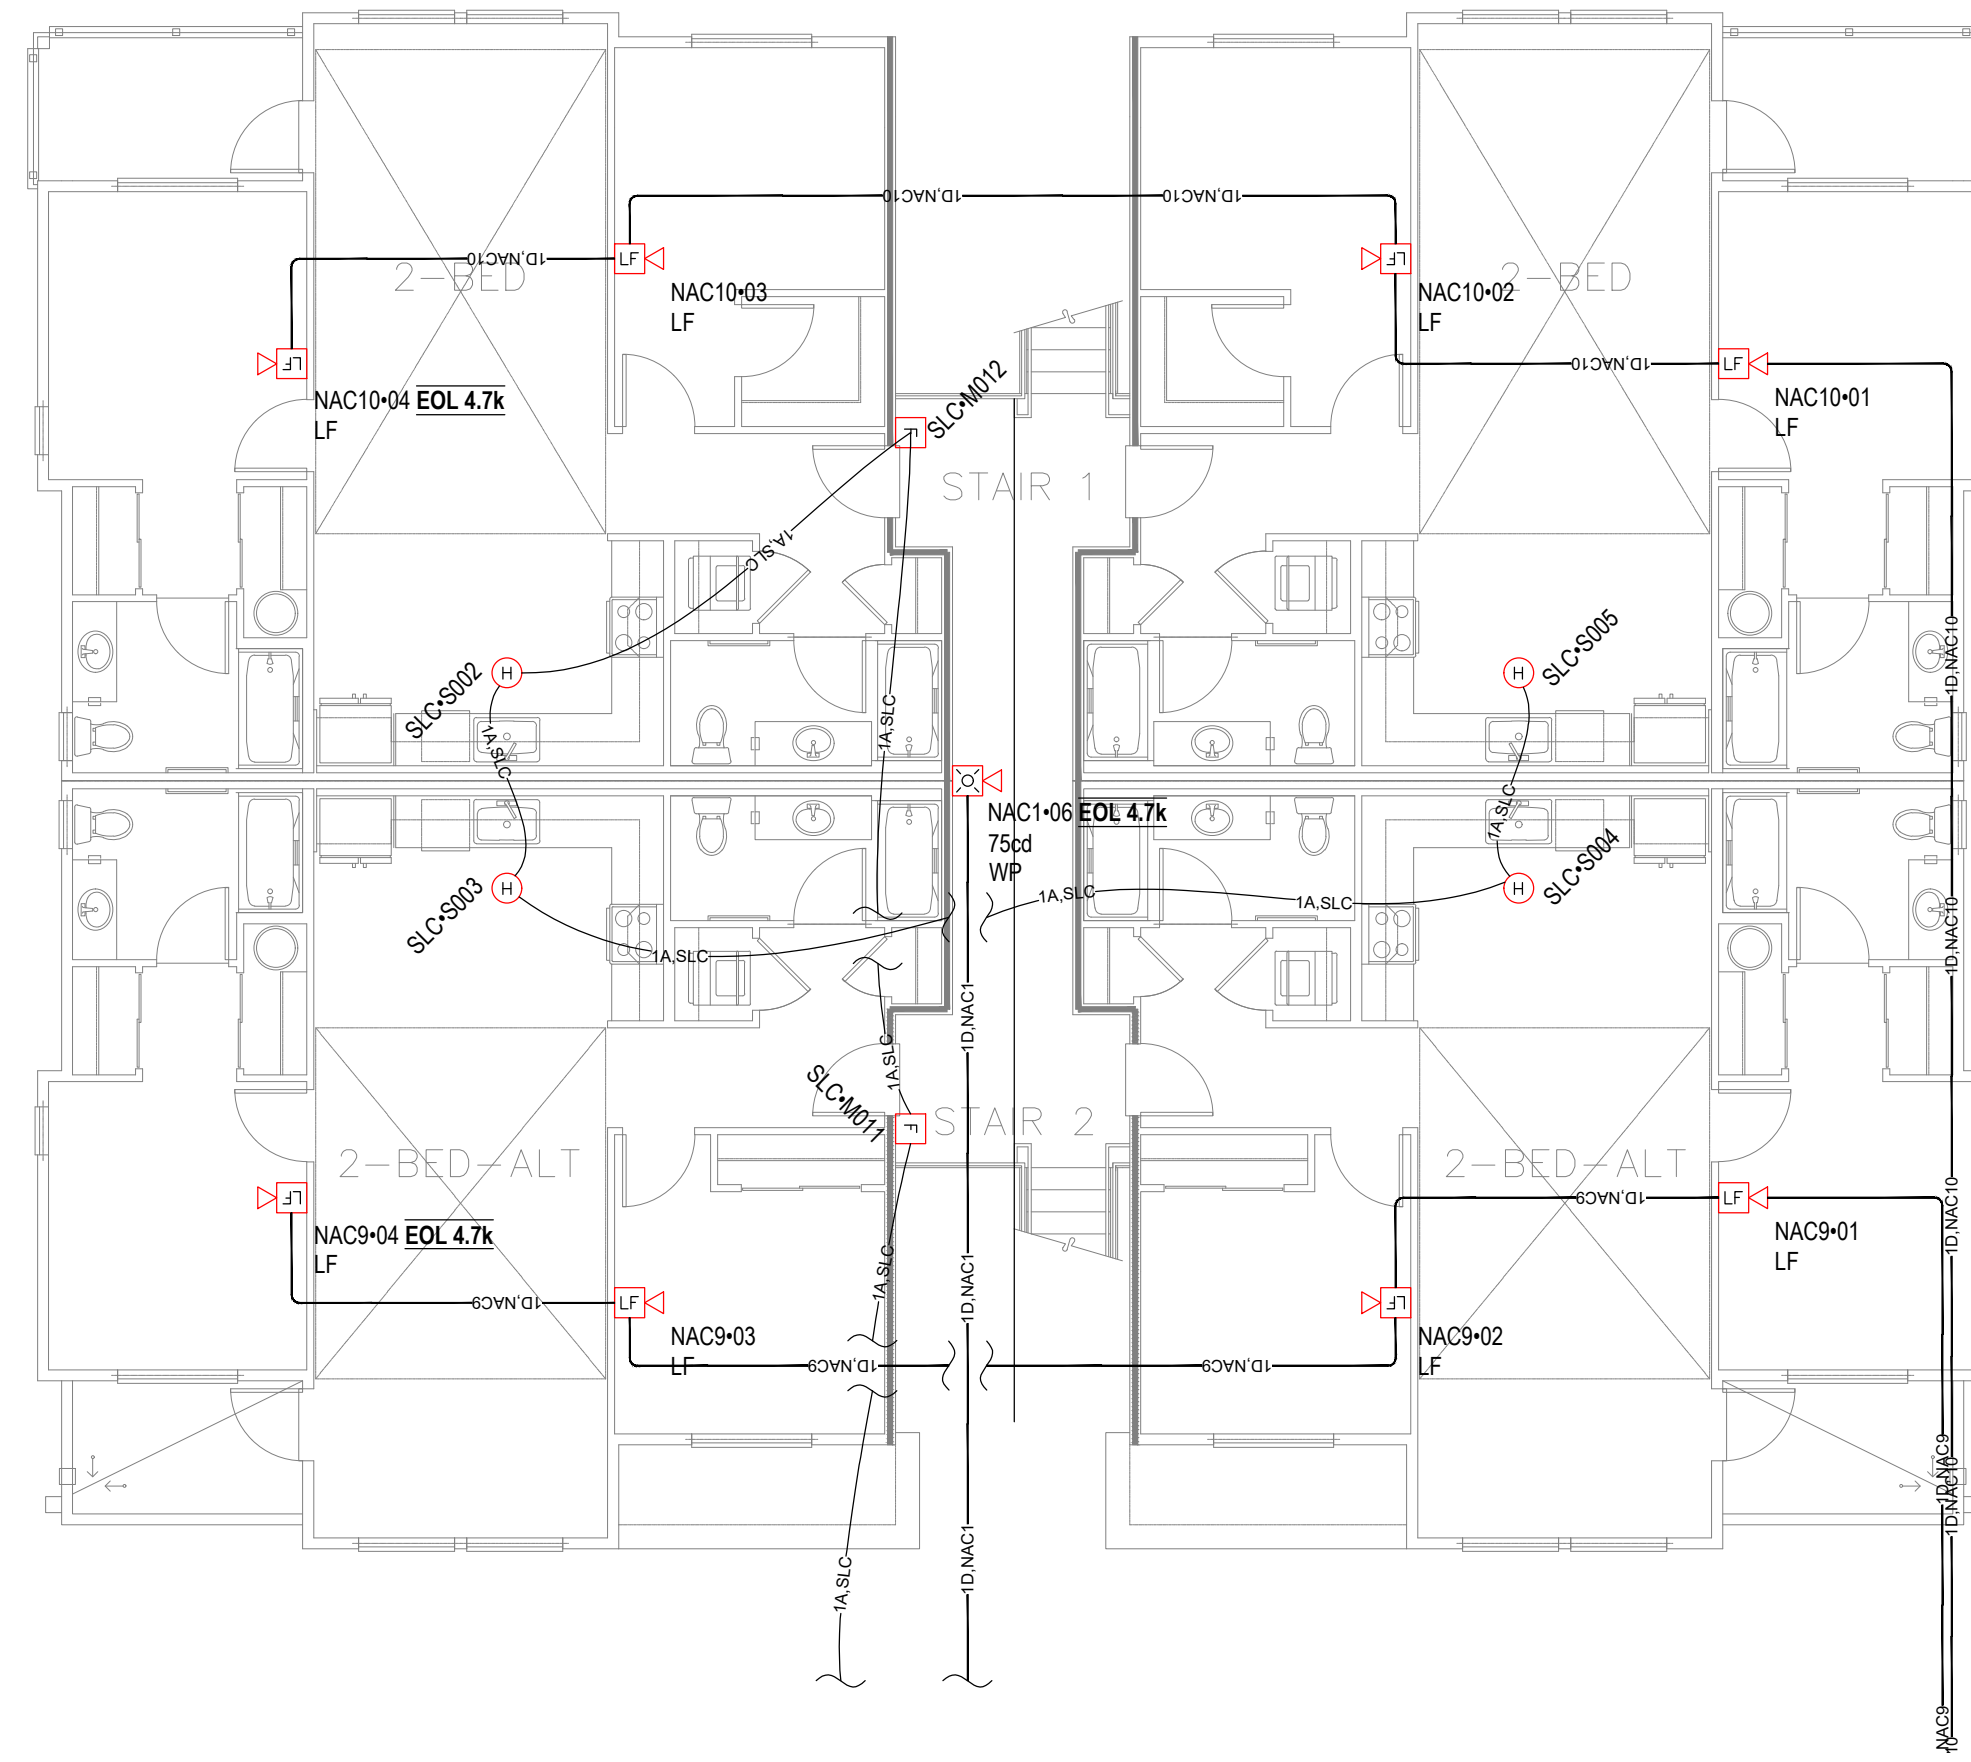 1D,NAC10
1D,NAC10
1D,NAC10
LF
LF
2-BED
2-BED
NAC10•03
LF
NAC10•02
LF
LF
1D,NAC10
LF
NAC10•04 EOL 4.7k
LF
SLC•M012
F
NAC10•01
LF
STAIR 1
1A,SLC
SLC•S002
H
1A,SLC
1A,SLC
H
SLC•S005
1D,NAC10
NAC1•06 EOL 4.7k
75cd
WP
1A,SLC
SLC•S003
H
1A,SLC
1A,SLC
1A,SLC
H
SLC•S004
1D,NAC10
1D,NAC1
1A,SLC
SLC•M011
F
STAIR 2
2-BED-ALT
2-BED-ALT
LF
1D,NAC9
LF
NAC9•04 EOL 4.7k
LF
NAC9•01
LF
1D,NAC10
1A,SLC
1D,NAC1
1D,NAC9
LF
LF
NAC9•03
LF
NAC9•02
LF
1D,NAC9
1D,NAC9
1D,NAC9
1D,NAC10
1A,SLC
1D,NAC1
NAC9
10